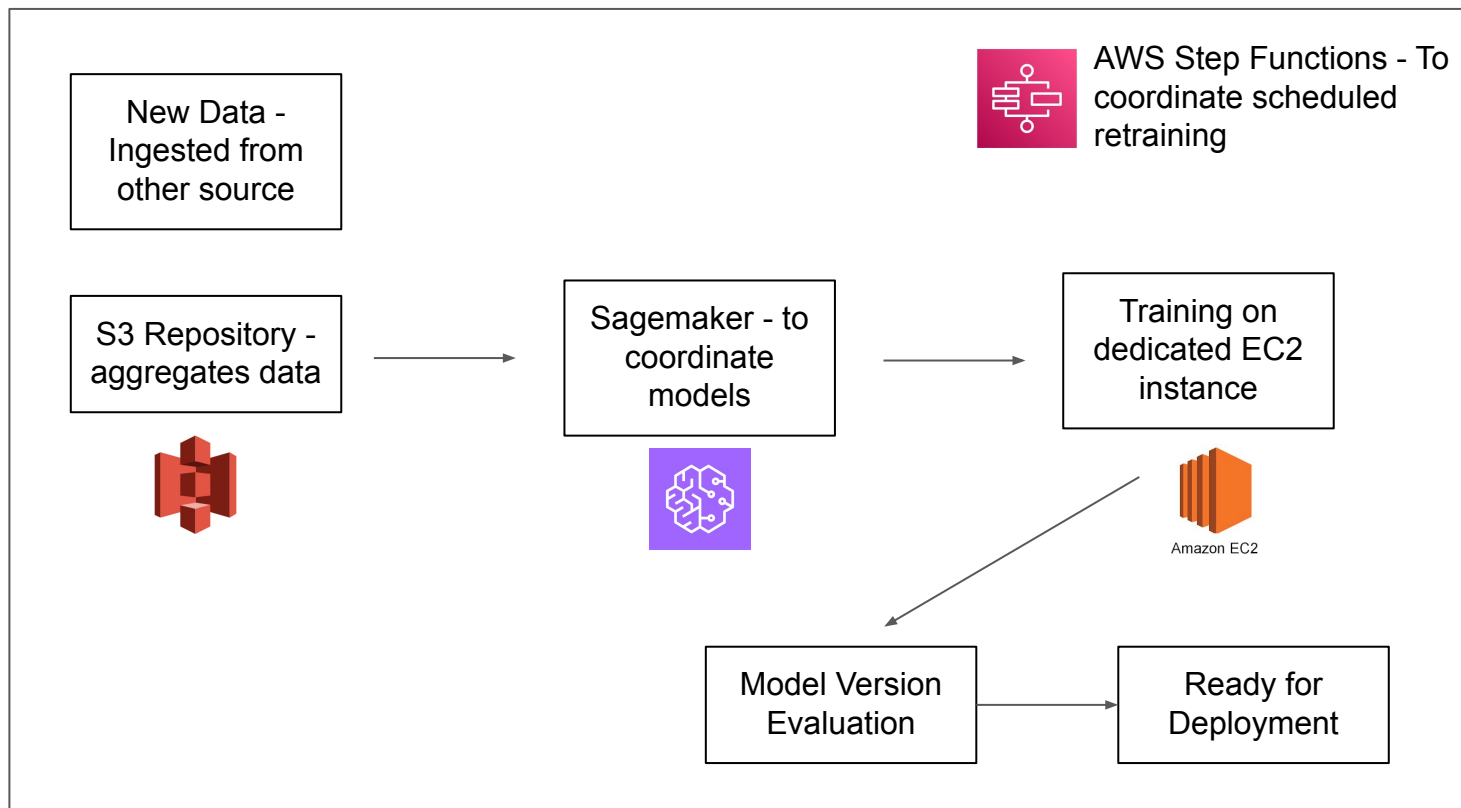 New Data -
Ingested from
other source
AWS Step Functions - To
coordinate scheduled
retraining
S3 Repository -
aggregates data
Sagemaker - to
coordinate
models
Training on
dedicated EC2
instance
Amazon EC2
Model Version
Evaluation
Ready for
Deployment